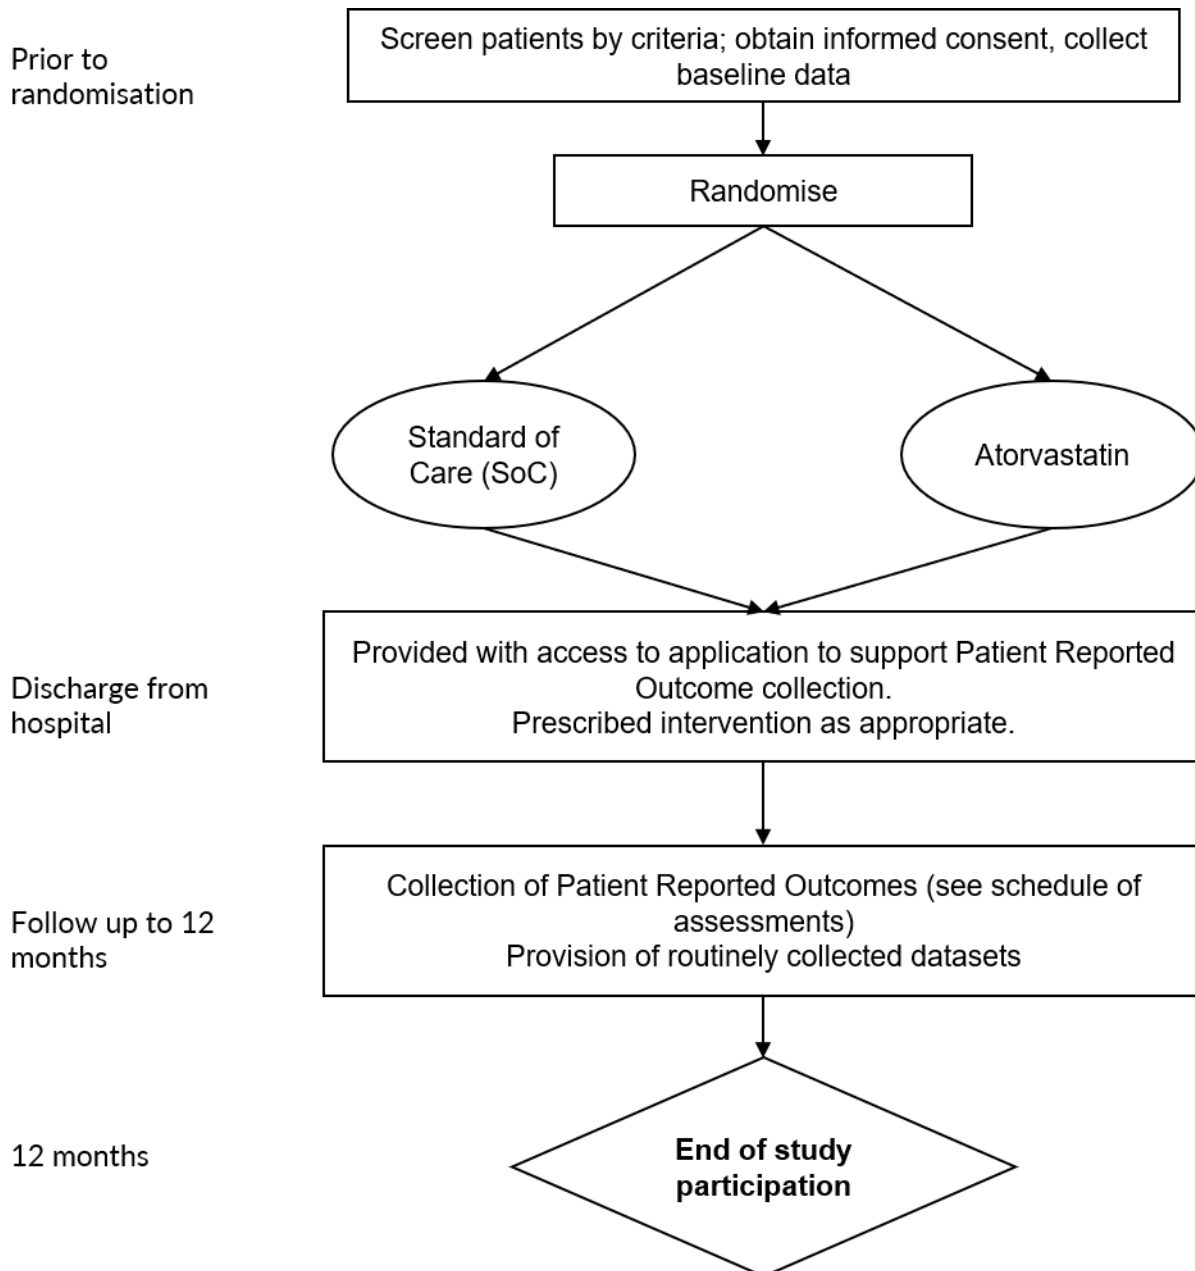 Prior to
randomisation
Screen patients by criteria; obtain informed consent, collect
baseline data
Randomise
Standard of
Care (SoC)
Atorvastatin
Discharge from
hospital
Provided with access to application to support Patient Reported
Outcome collection.
Prescribed intervention as appropriate.
Follow up to 12
months
Collection of Patient Reported Outcomes (see schedule of
assessments)
Provision of routinely collected datasets
12 months
End of study
participation